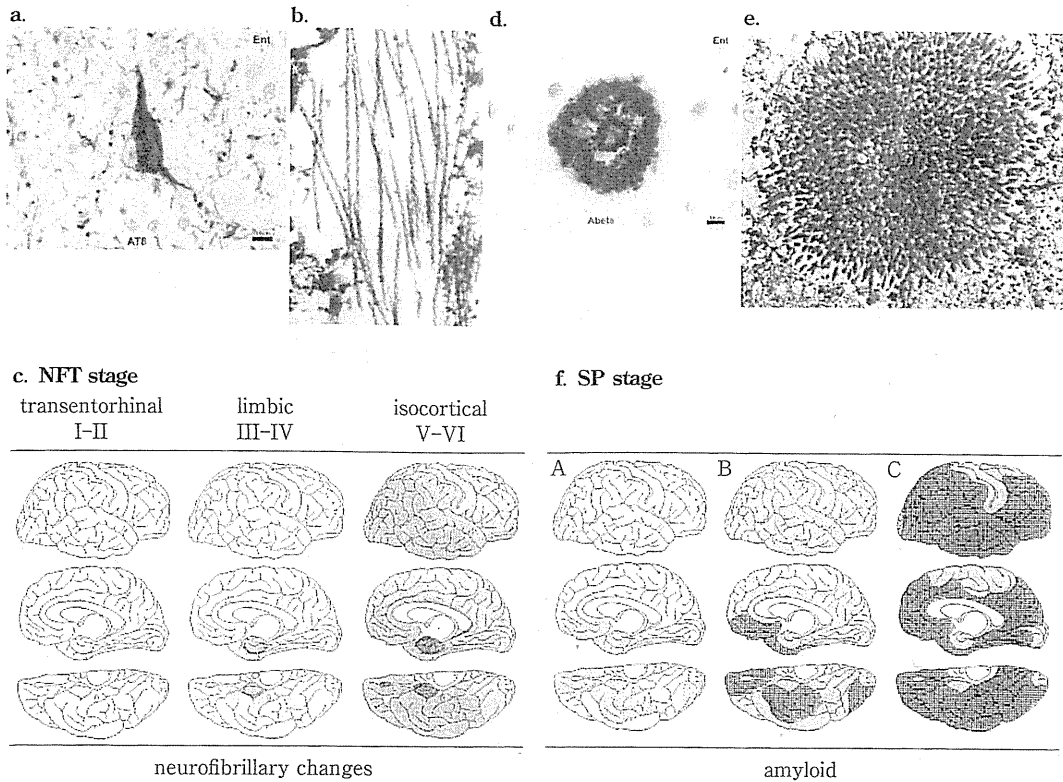 a.
Ent
AT8
b.
d.
Ent
Abeta
e.
c. NFT stage
transentorhinal
I-II
limbic
III-IV
isocortical
V-VI
neurofibrillary changes
f. SP stage
A
B
C
amyloid